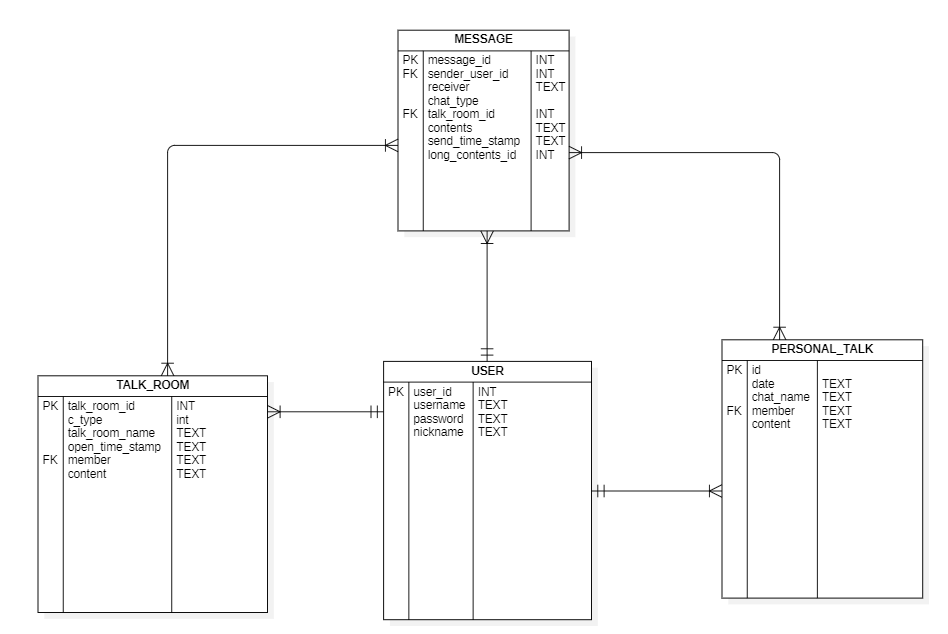 MESSAGE
PK message_id INT
FK sender_user_id INT
receiver TEXT
chat_type
FK talk_room_id INT
contents TEXT
send_time_stamp TEXT
long_contents_id INT
TALK_ROOM
PK talk_room_id INT
c_type int
talk_room_name TEXT
open_time_stamp TEXT
FK member TEXT
content TEXT
USER
PK user_id INT
username TEXT
password TEXT
nickname TEXT
PERSONAL_TALK
PK id
date TEXT
chat_name TEXT
FK member TEXT
content TEXT